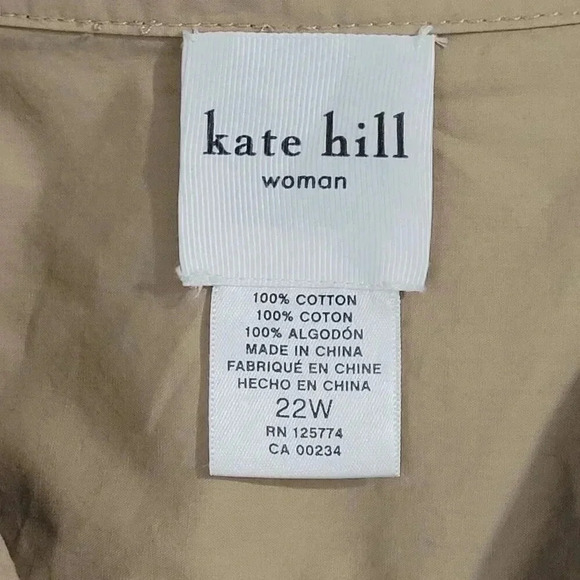 kate hill
woman
100% COTTON
100% COTON
100% ALGODÓN
MADE IN CHINA
FABRIQUÉ EN CHINE
HECHO EN CHINA
22W
RN 125774
CA 00234